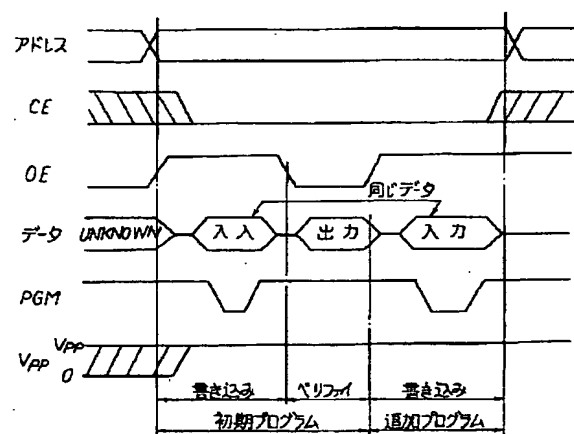 アドレス
CE
OE
同じデータ
データ UNKNOWN 入入 出力 入力
PGM
VPP
VPP 0
書き込み ベリファイ 書き込み
初期プログラム 追加プログラム